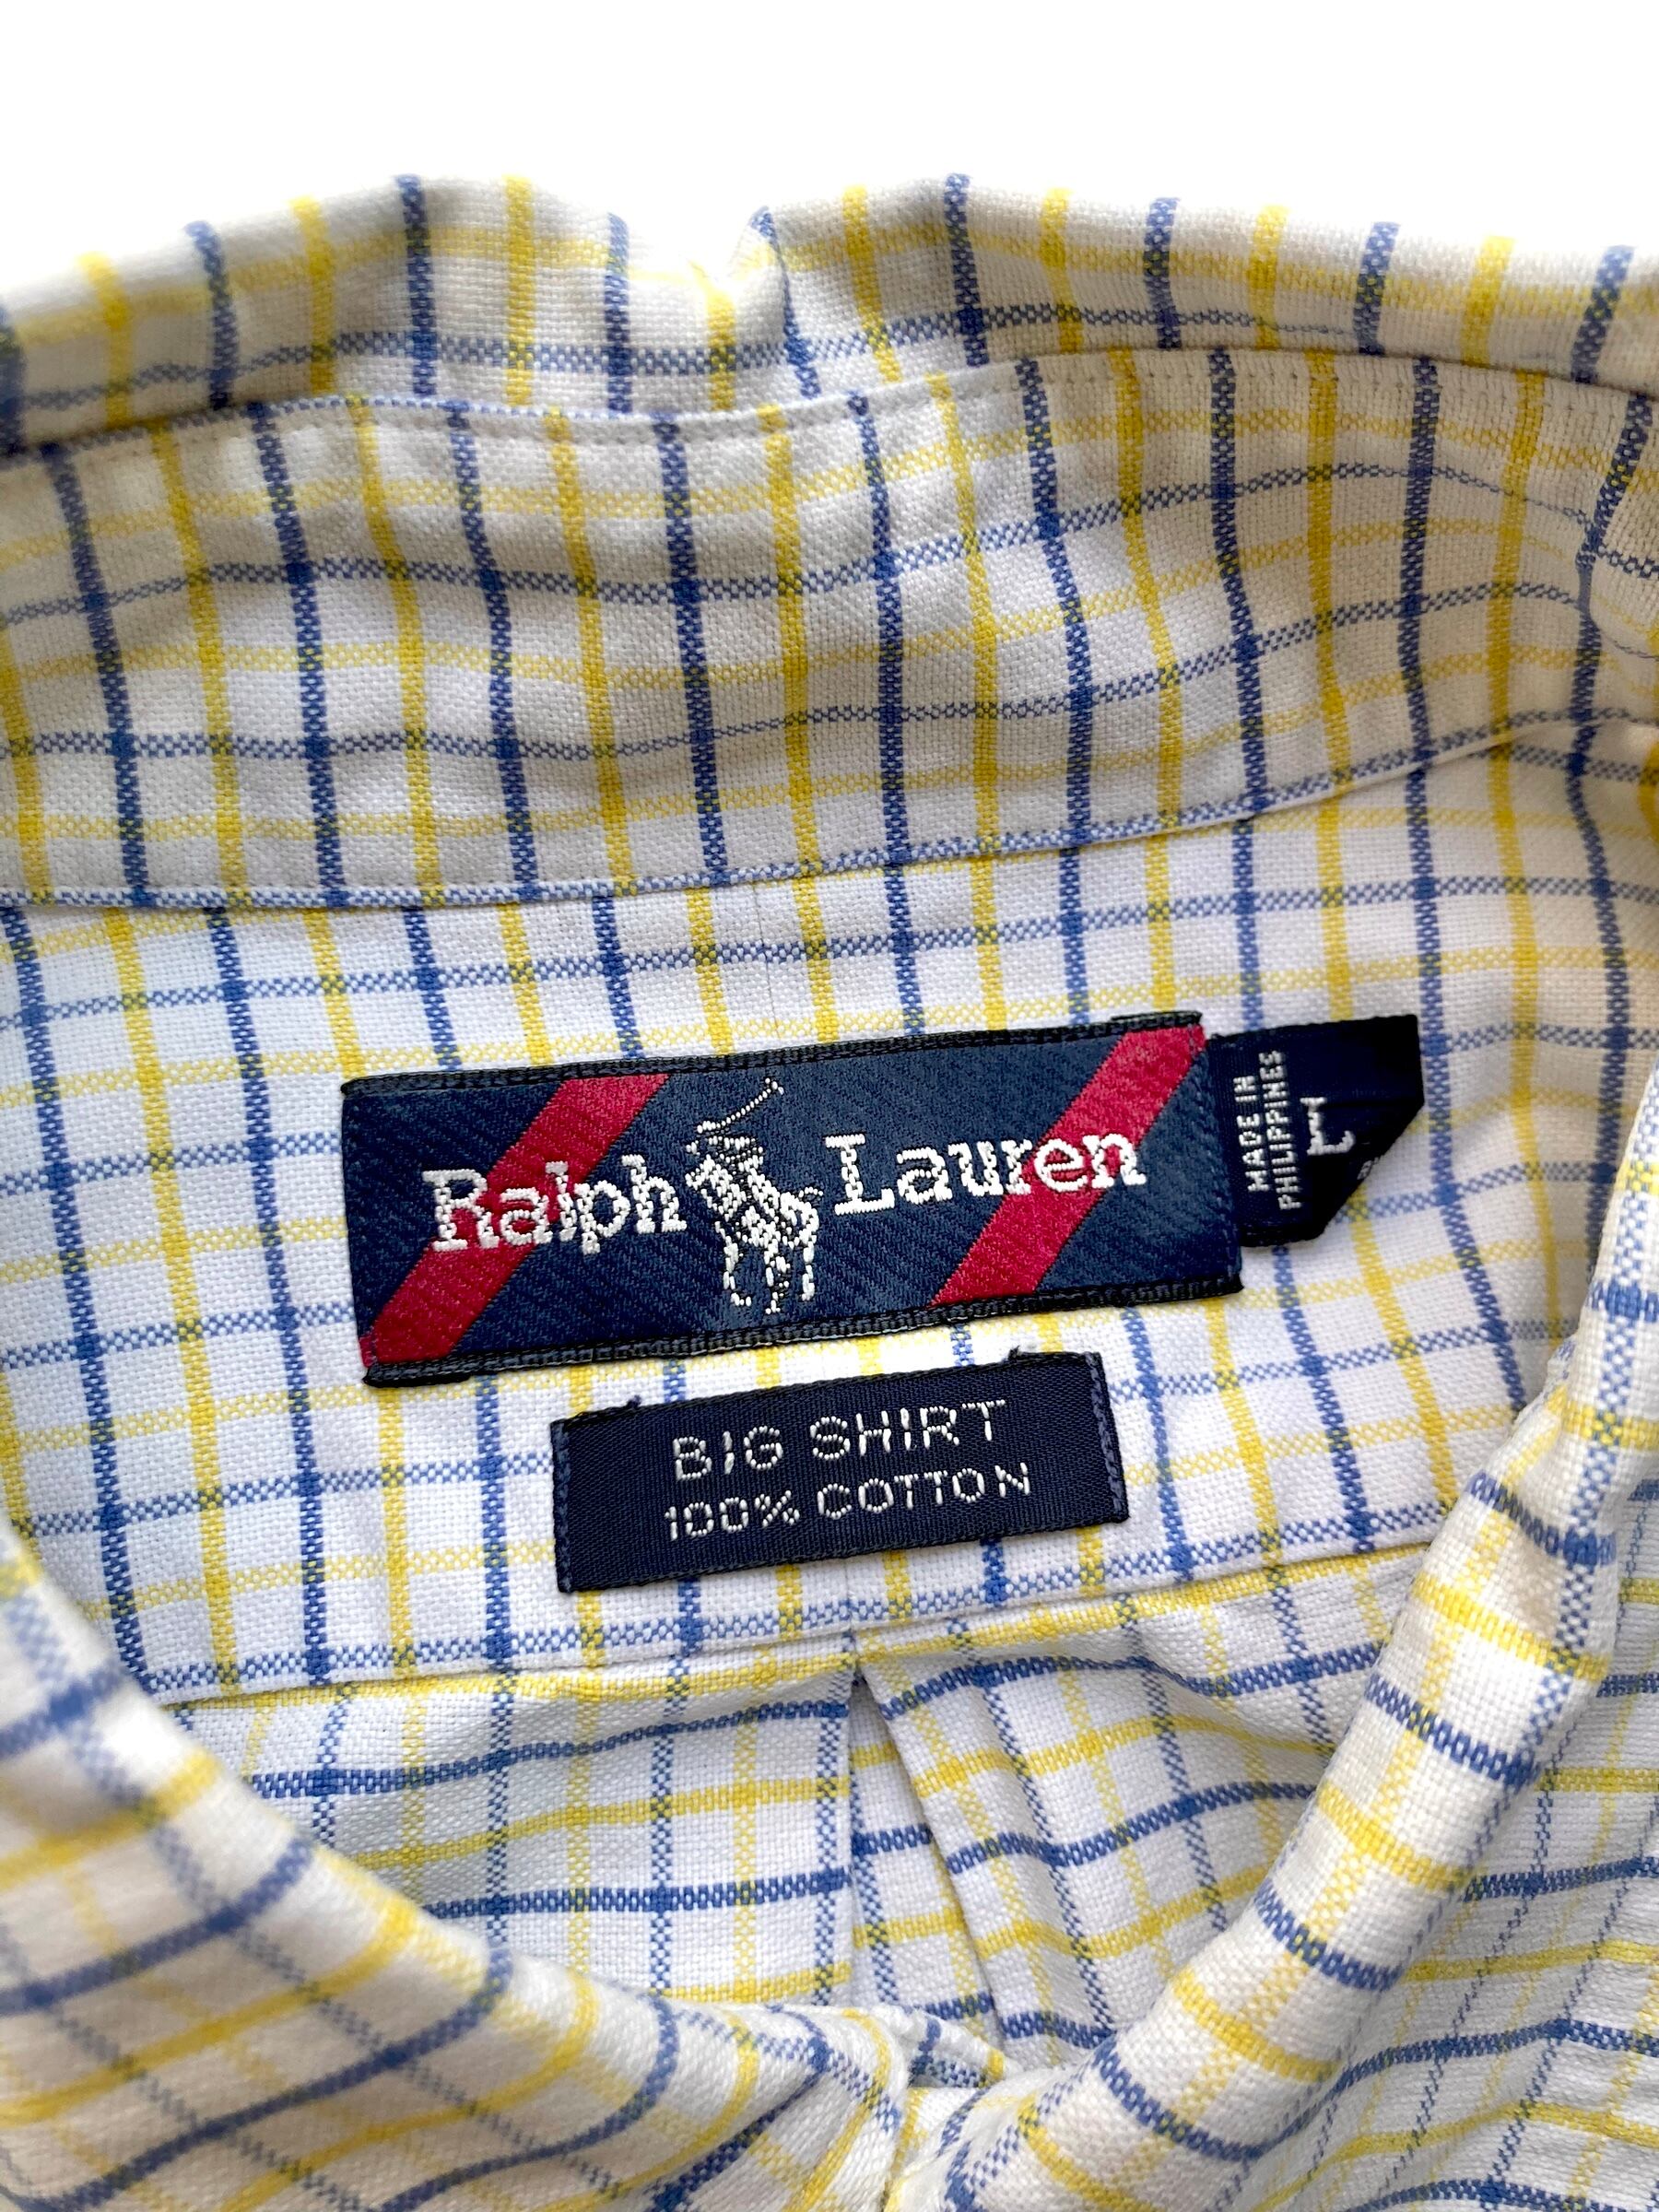 Ralph Lauren
MADE IN
PHILIPPINES
L
BIG SHIRT
100% COTTON